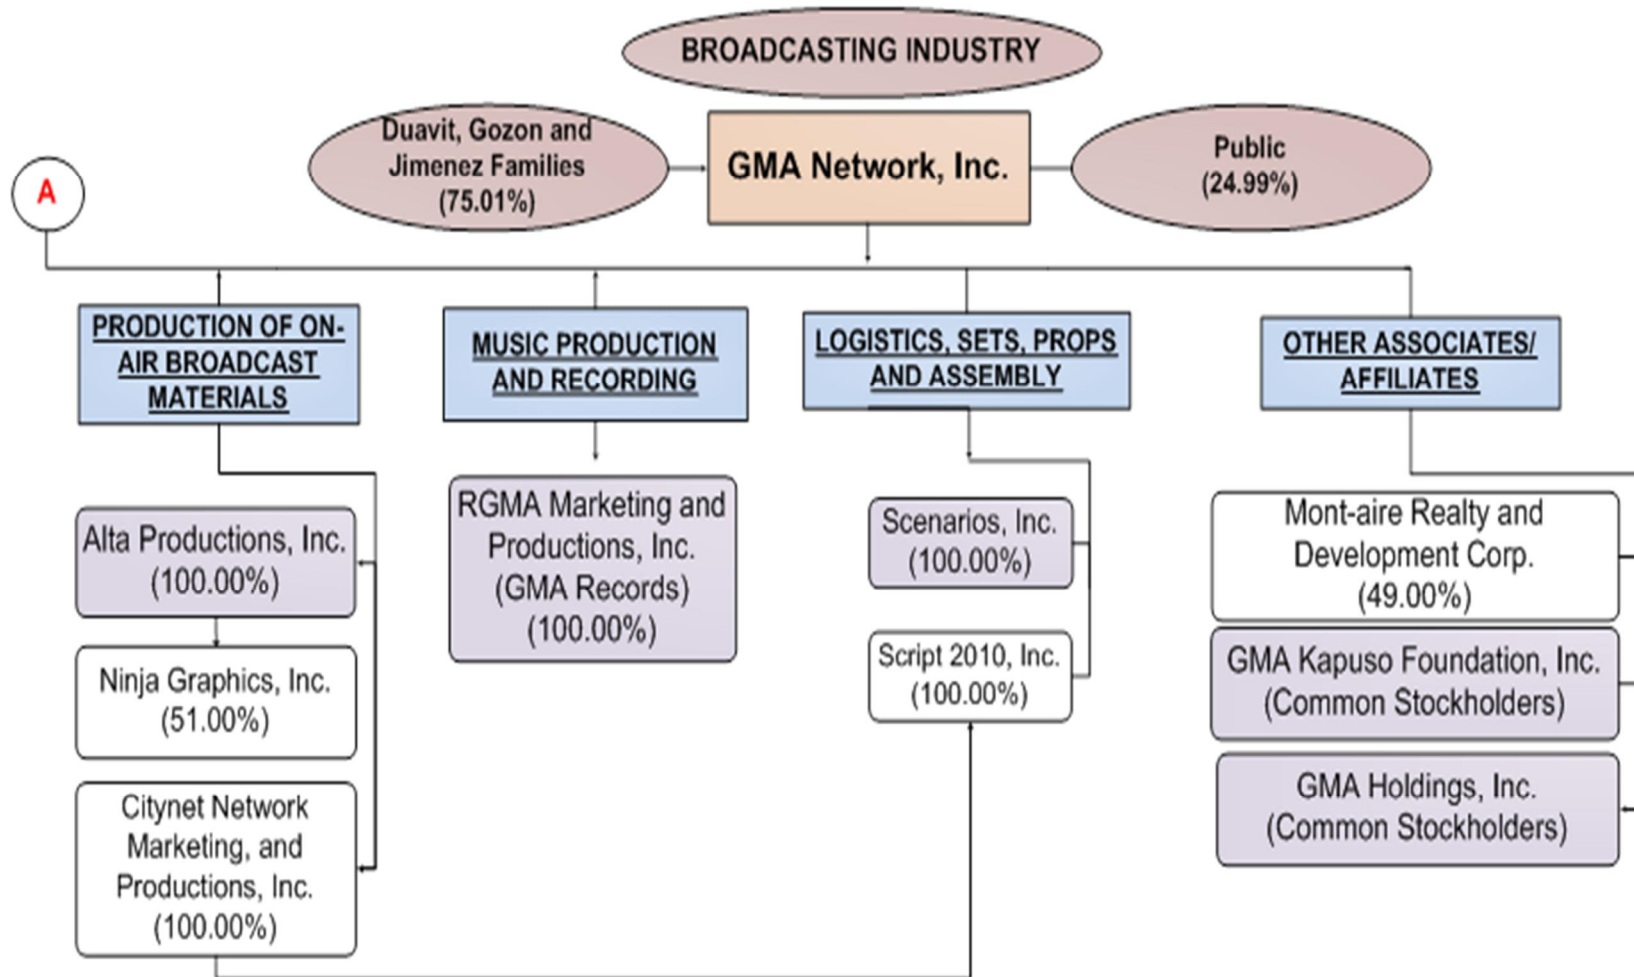 BROADCASTING INDUSTRY
Duavit, Gozon and
Jimenez Families
(75.01%)
GMA Network, Inc.
Public
(24.99%)
A
PRODUCTION OF ON-
AIR BROADCAST
MATERIALS
MUSIC PRODUCTION
AND RECORDING
LOGISTICS, SETS, PROPS
AND ASSEMBLY
OTHER ASSOCIATES/
AFFILIATES
Alta Productions, Inc.
(100.00%)
Ninja Graphics, Inc.
(51.00%)
Citynet Network
Marketing, and
Productions, Inc.
(100.00%)
RGMA Marketing and
Productions, Inc.
(GMA Records)
(100.00%)
Scenarios, Inc.
(100.00%)
Script 2010, Inc.
(100.00%)
Mont-aire Realty and
Development Corp.
(49.00%)
GMA Kapuso Foundation, Inc.
(Common Stockholders)
GMA Holdings, Inc.
(Common Stockholders)